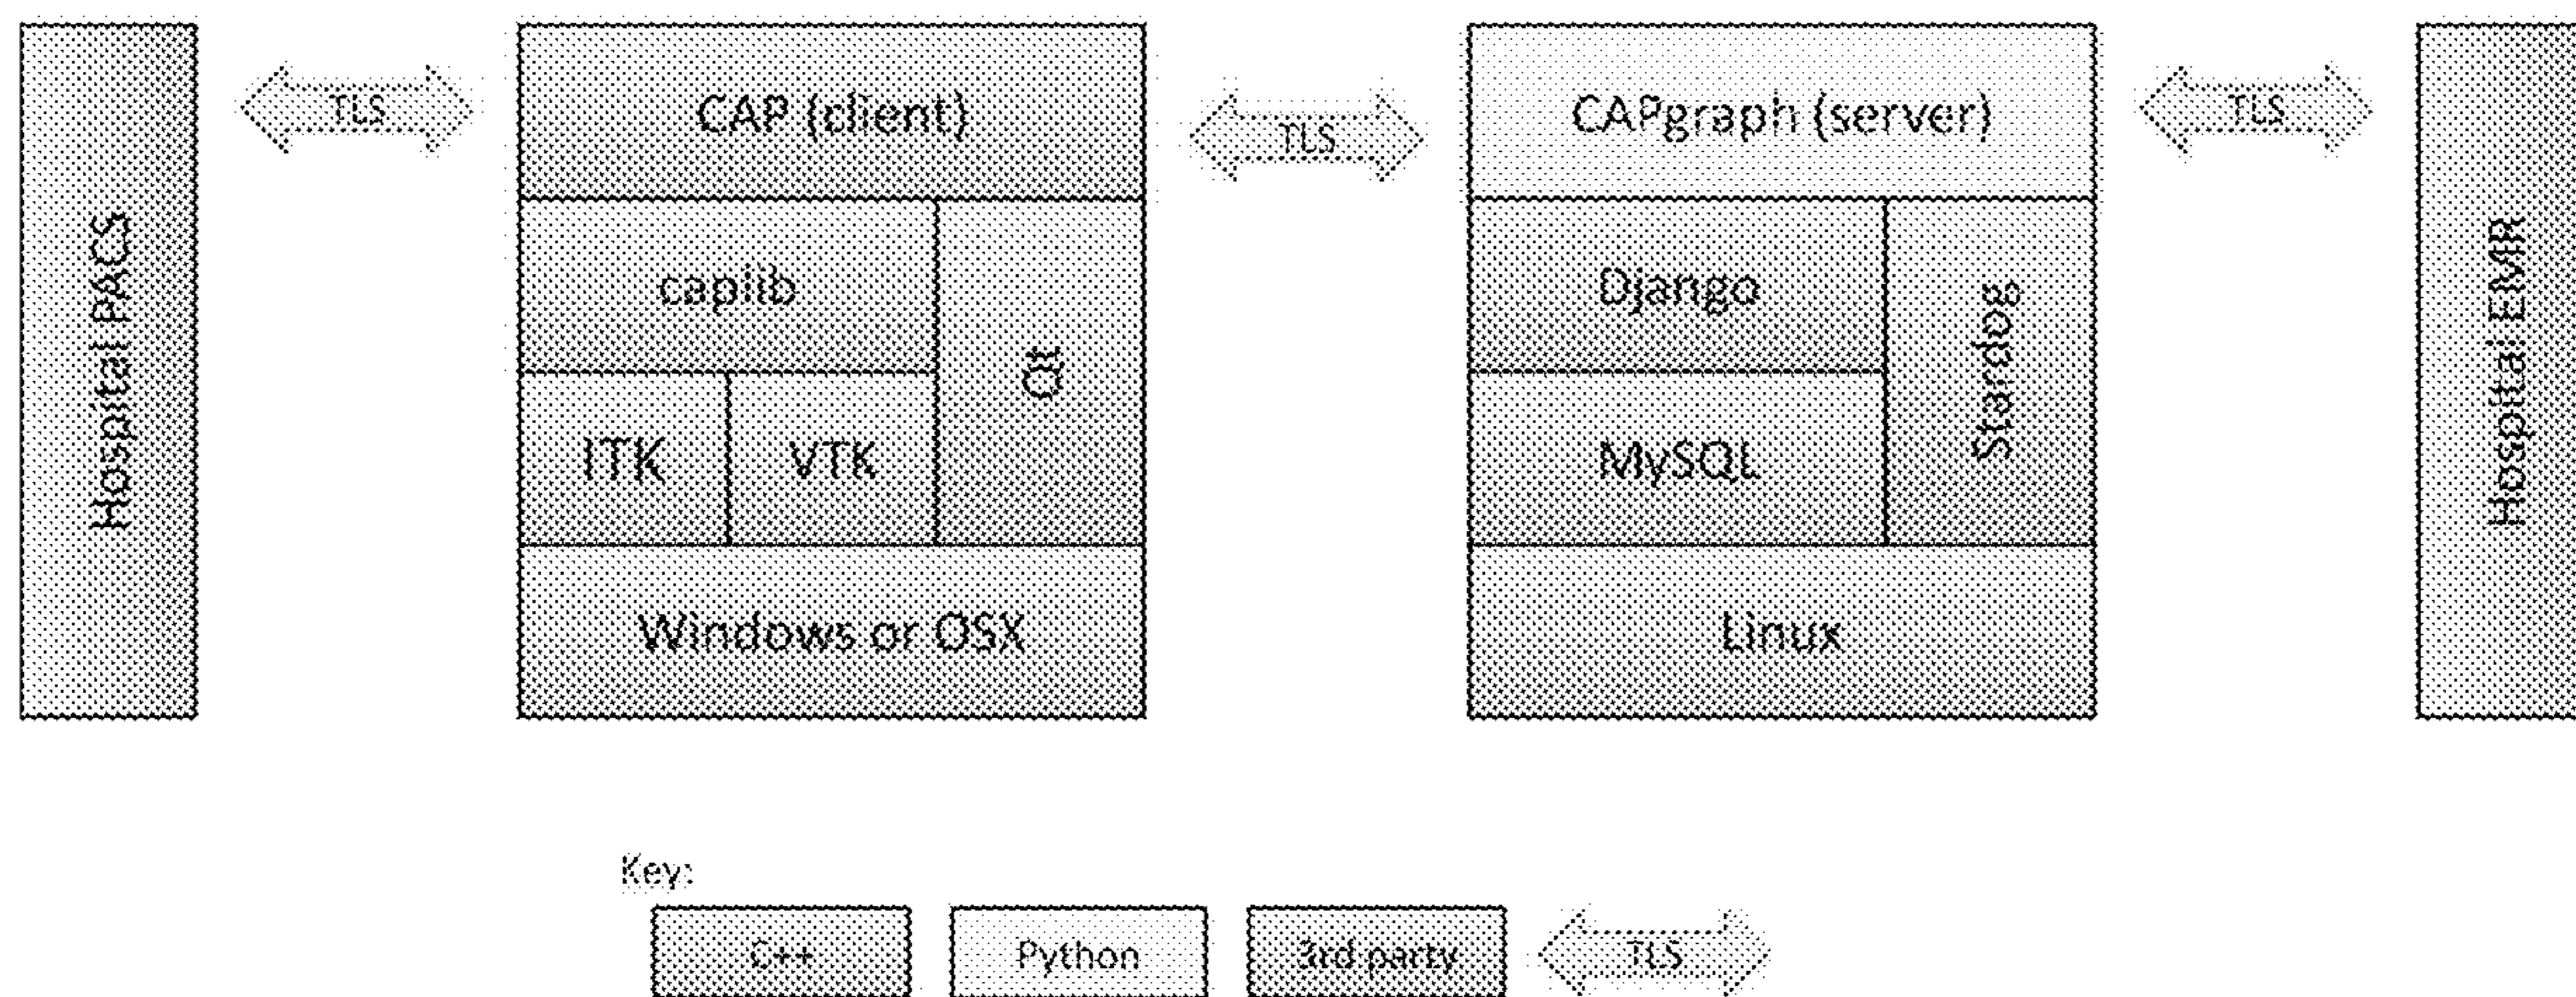 Hospital PACS
TLS
CAP (client)
caplib
Qt
ITK
VTK
Windows or OSX
TLS
CAPgraph (server)
Django
Stardog
MySQL
Linux
TLS
Hospital EMR
Key:
C++
Python
3rd party
TLS